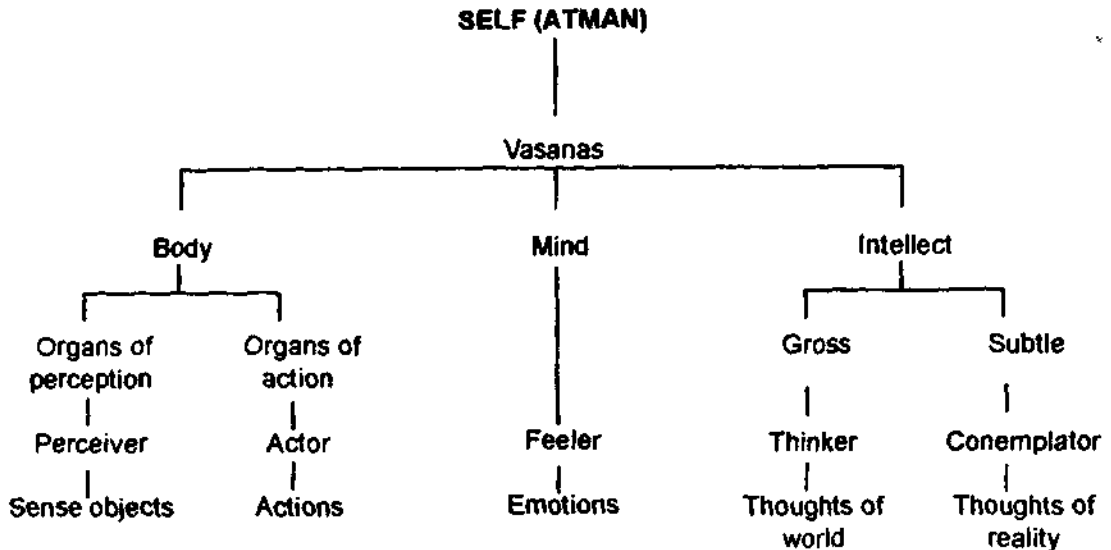 SELF (ATMAN)
Vasanas
Body
Mind
Intellect
Organs of
perception
Organs of
action
Gross
Subtle
Perceiver
Actor
Feeler
Thinker
Conemplator
Sense objects
Actions
Emotions
Thoughts of
world
Thoughts of
reality